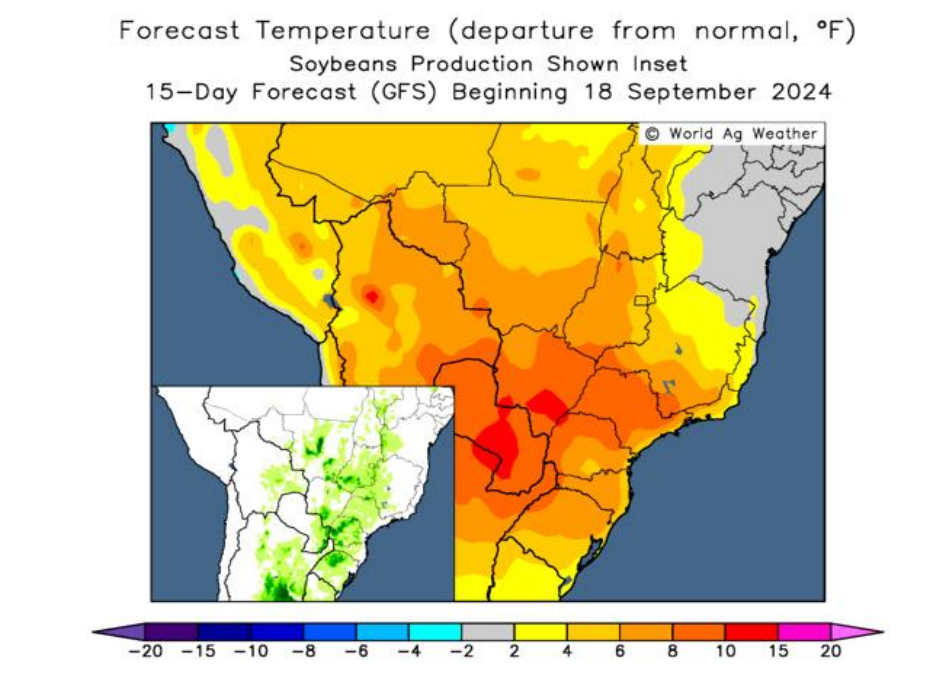 Forecast Temperature (departure from normal, °F)
Soybeans Production Shown Inset
15-Day Forecast (GFS) Beginning 18 September 2024
© World Ag Weather
-20 -15 -10 -8 -6 -4 -2 2 4 6 8 10 15 20